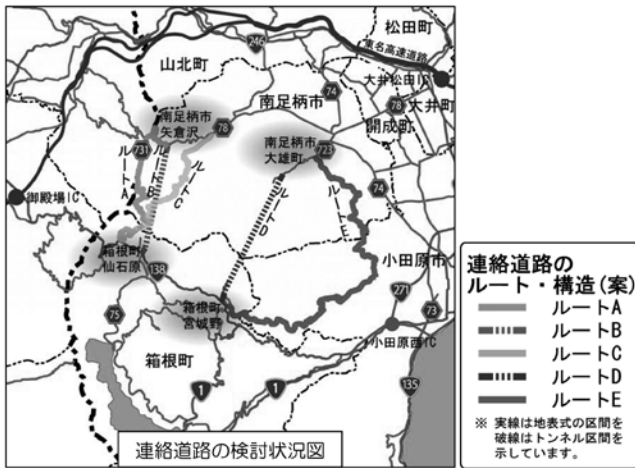 松田町
東名高速道路
246
山北町
大井松田IC
74
南足柄市
78
大井町
開成町
南足柄市
矢倉沢
78
南足柄市
大雄町
723
731
ルートA
ルートB
ルートC
ルートD
ルートE
74
御殿場IC
箱根町
仙石原
138
小田原市
271
75
箱根町
宮城野
73
小田原西IC
箱根町
1
1
135
連絡道路の検討状況図
連絡道路の
ルート・構造(案)
ルートA
ルートB
ルートC
ルートD
ルートE
※ 実線は地表式の区間を
破線はトンネル区間を
示しています。